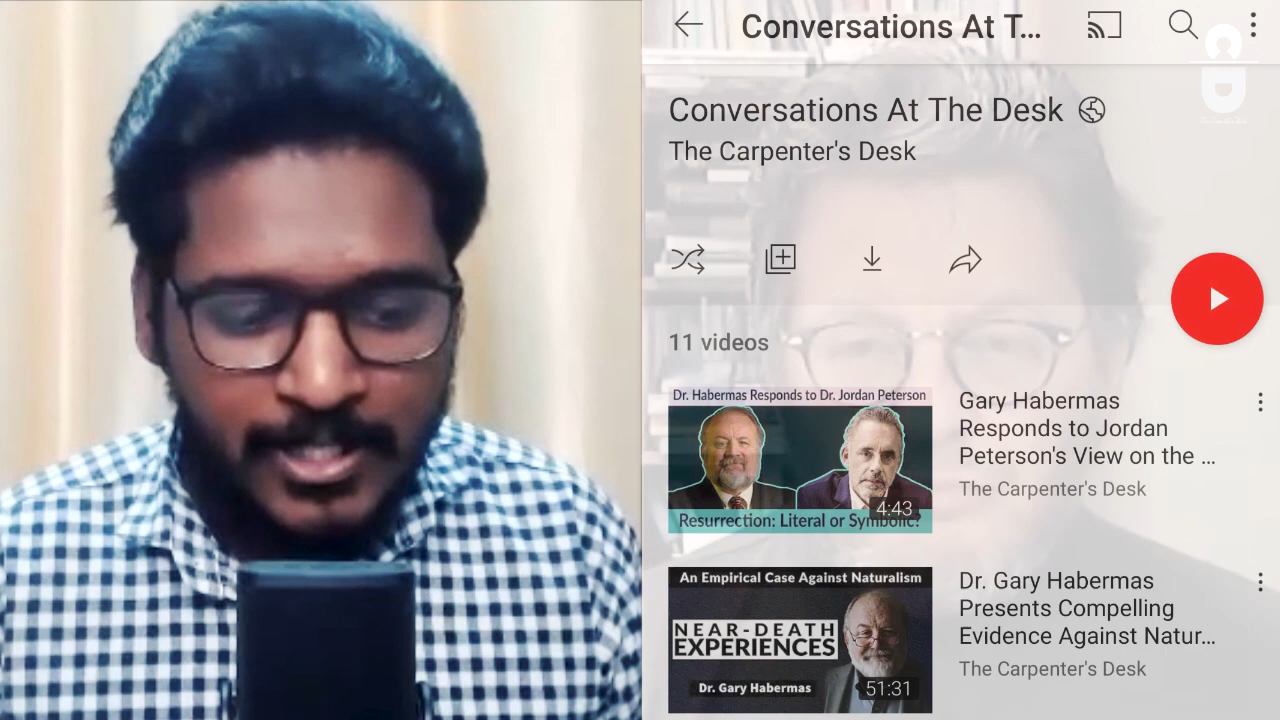 Conversations At T...
Conversations At The Desk
The Carpenter's Desk
11 videos
Dr. Habermas Responds to Dr. Jordan Peterson
4:43
Resurrection: Literal or Symbolic?
Gary Habermas
Responds to Jordan
Peterson's View on the ...
The Carpenter's Desk
An Empirical Case Against Naturalism
NEAR-DEATH
EXPERIENCES
Dr. Gary Habermas
51:31
Dr. Gary Habermas
Presents Compelling
Evidence Against Natur...
The Carpenter's Desk